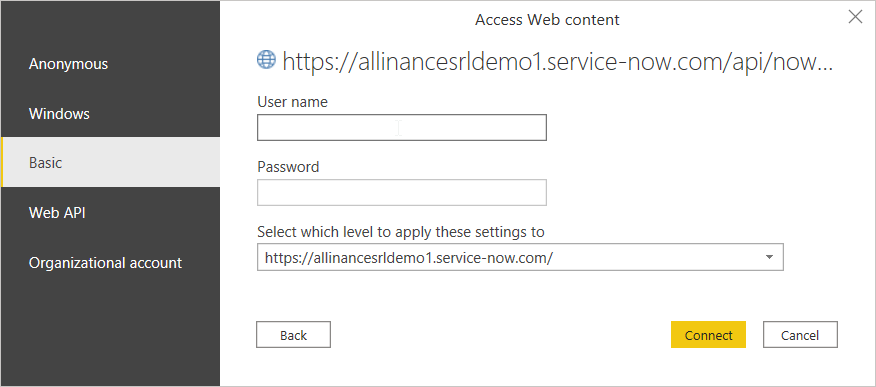 Access Web content
Anonymous
Windows
Basic
Web API
Organizational account
https://allinancesrldemo1.service-now.com/api/now...
User name
Password
Select which level to apply these settings to
https://allinancesrldemo1.service-now.com/
Back
Connect
Cancel